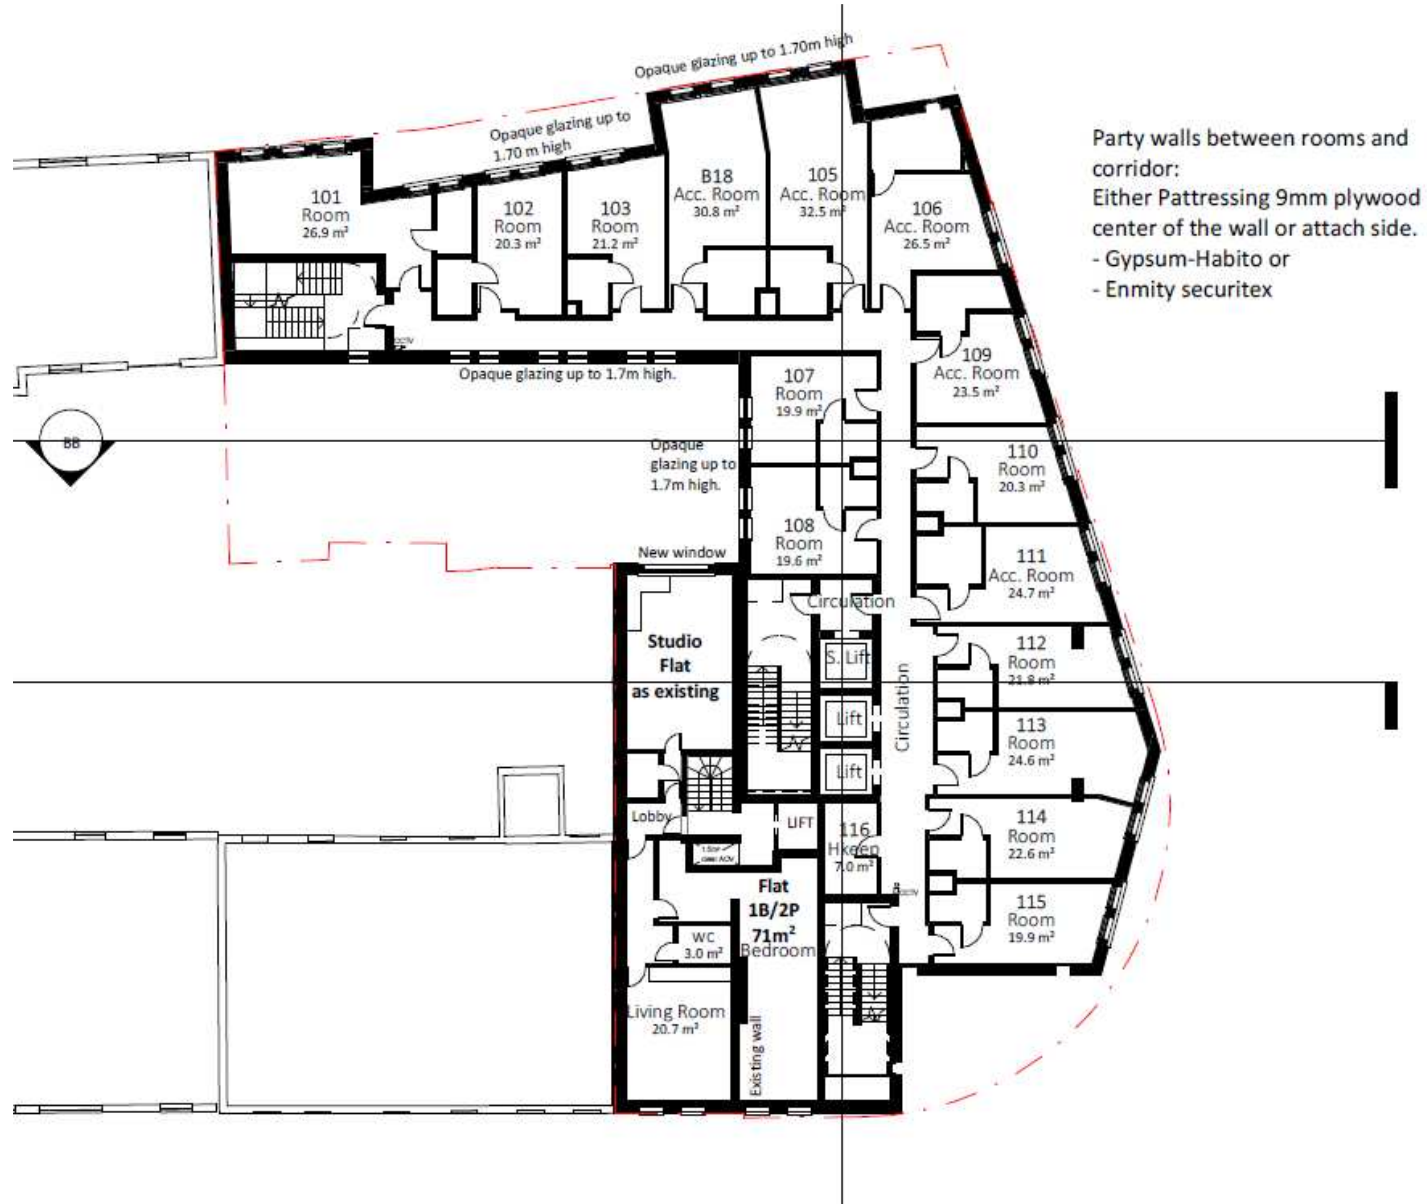 Opaque glazing up to 1.70m high
Opaque glazing up to
1.70 m high
Party walls between rooms and
corridor:
Either Pattressing 9mm plywood
center of the wall or attach side.
- Gypsum-Habito or
- Enmity securitex
101
Room
26.9 m²
102
Room
20.3 m²
103
Room
21.2 m²
B18
Acc. Room
30.8 m²
105
Acc. Room
32.5 m²
106
Acc. Room
26.5 m²
CCTV
Opaque glazing up to 1.7m high.
107
Room
19.9 m²
109
Acc. Room
23.5 m²
BB
Opaque
glazing up to
1.7m high.
110
Room
20.3 m²
108
Room
19.6 m²
111
Acc. Room
24.7 m²
New window
Circulation
Studio
Flat
as existing
S. Lift
Lift
Lift
Circulation
112
Room
21.8 m²
113
Room
24.6 m²
Lobby
LIFT
116
Hkeep
7.0 m²
CCTV
114
Room
22.6 m²
Flat
1B/2P
71m²
Bedroom
WC
3.0 m²
115
Room
19.9 m²
Living Room
20.7 m²
Existing wall